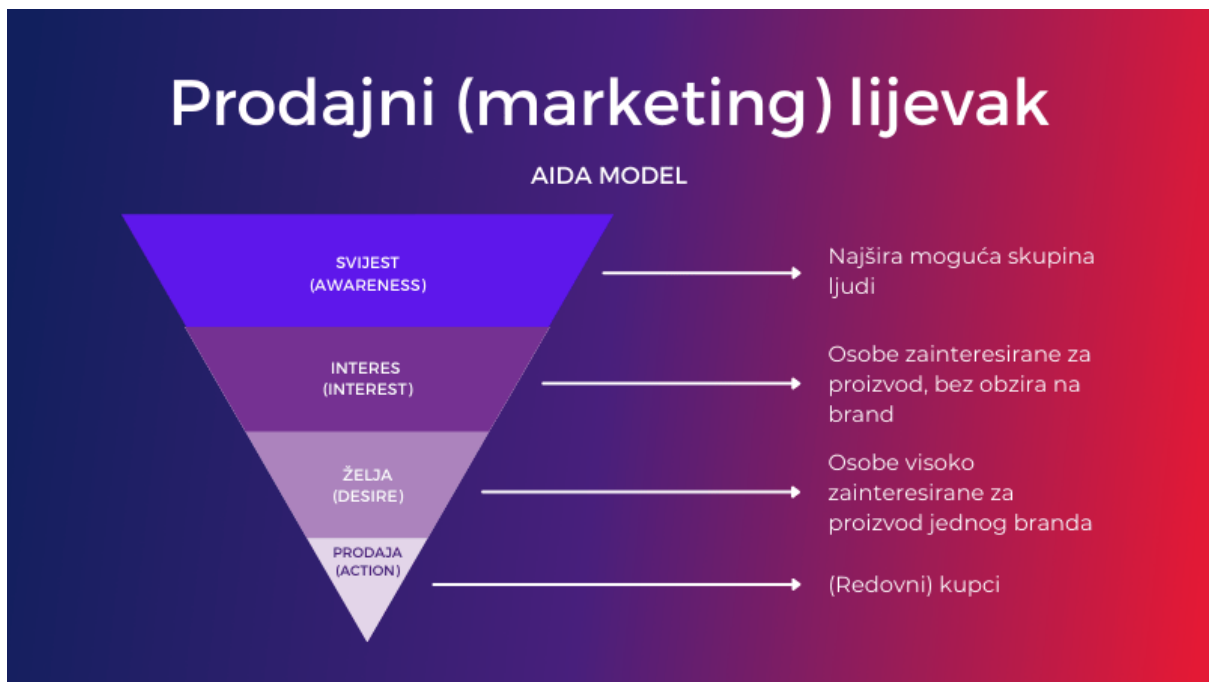 Prodajni (marketing) lijevak
AIDA MODEL
SVIJEST
(AWARENESS)
Najšira moguća skupina
ljudi
INTERES
(INTEREST)
Osobe zainteresirane za
proizvod, bez obzira na
brand
ŽELJA
(DESIRE)
Osobe visoko
zainteresirane za
proizvod jednog branda
PRODAJA
(ACTION)
(Redovni) kupci